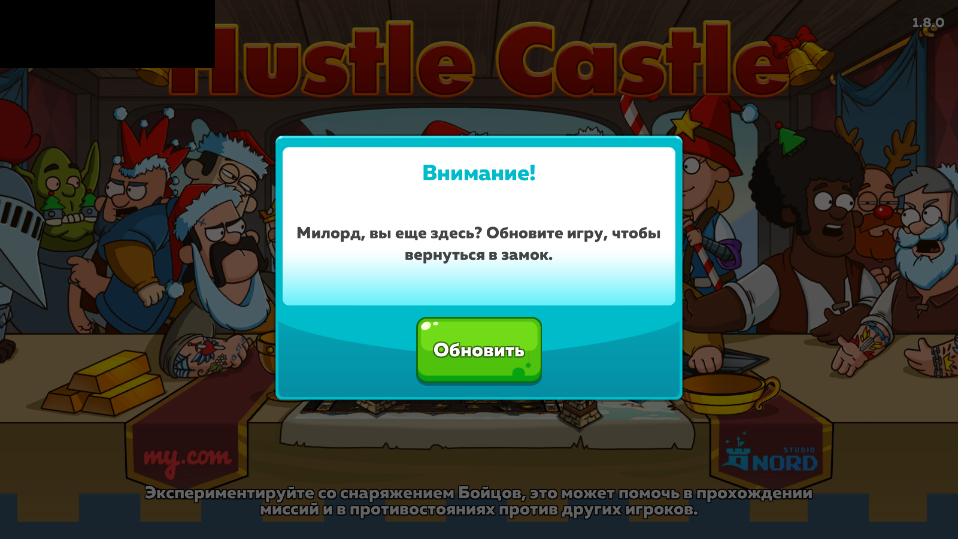 Hustle Castle
1.8.0
Внимание!
Милорд, вы еще здесь? Обновите игру, чтобы
вернуться в замок.
Обновить
my.com
STUDIO
NORD
Экспериментируйте со снаряжением Бойцов, это может помочь в прохождении
миссий и в противостояниях против других игроков.